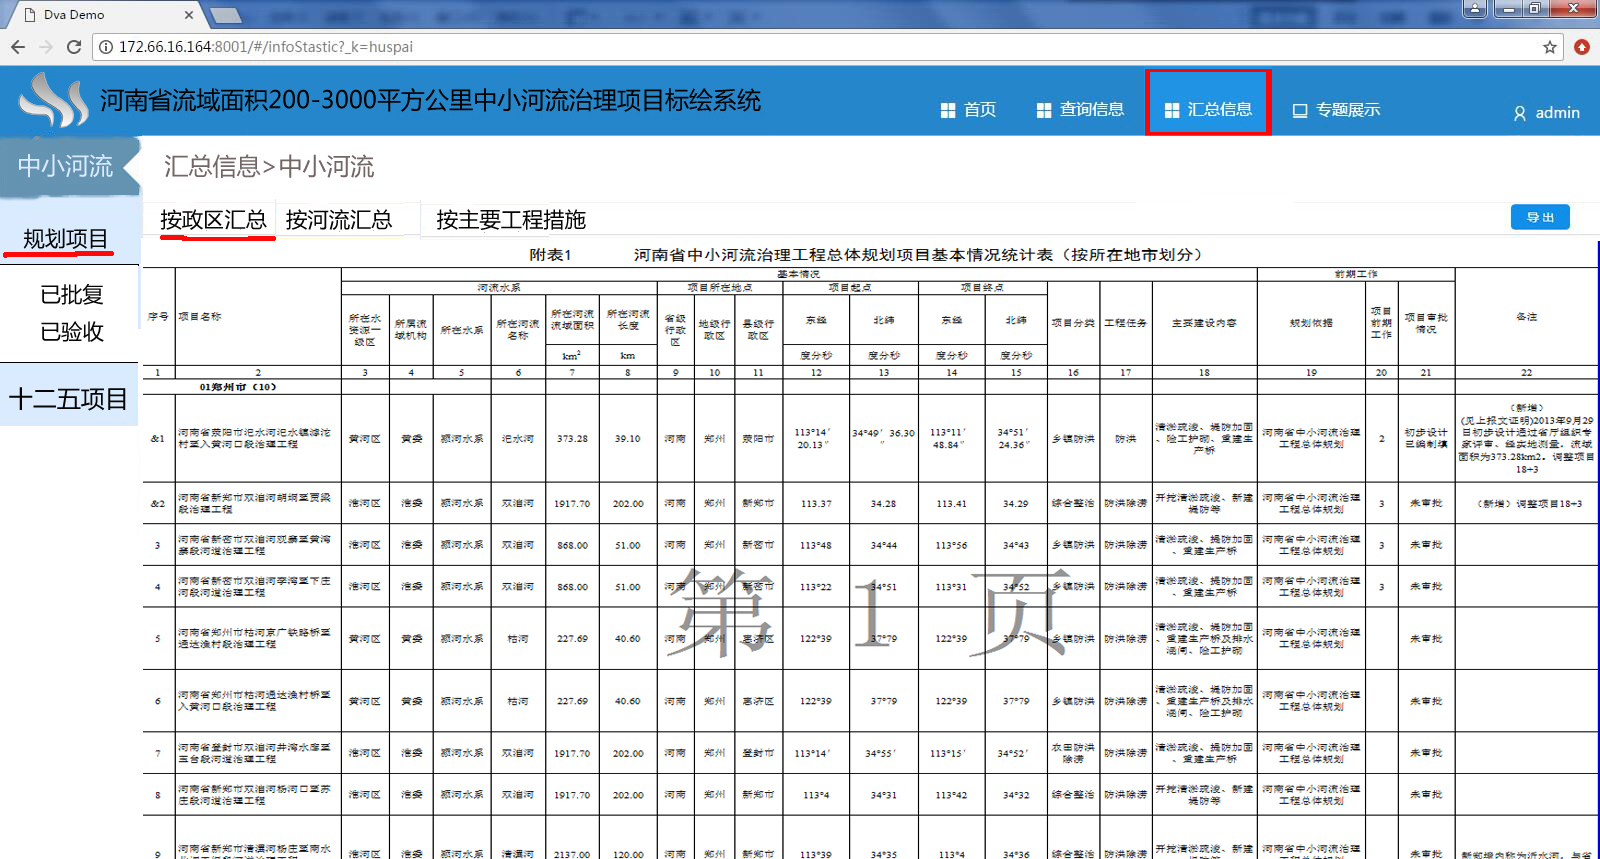 Dva Demo
172.66.16.164:8001/#/infoStastic?_k=huspai
河南省流域面积200-3000平方公里中小河流治理项目标绘系统
首页
查询信息
汇总信息
专题展示
admin
中小河流
汇总信息>中小河流
规划项目
已批复
已验收
十二五项目
按政区汇总
按河流汇总
按主要工程措施
导出
附表1 河南省中小河流治理工程总体规划项目基本情况统计表（按所在地市划分）
序号
项目名称
基本情况
前期工作
备注
河流水系
项目所在地点
项目起点
项目终点
所在水资源一级区
所属流域机构
所在水系
所在河流名称
所在河流流域面积
所在河流长度
省级行政区
地级行政区
县级行政区
东经
北纬
东经
北纬
项目分类
工程任务
主要建设内容
规划依据
项目前期工作
项目审批情况
km²
km
度分秒
度分秒
度分秒
度分秒
1 2 3 4 5 6 7 8 9 10 11 12 13 14 15 16 17 18 19 20 21 22
01郑州市（10）
&1 河南省荥阳市汜水河汜水镇滹沱村至入黄河口段治理工程 黄河区 黄委 颍河水系 汜水河 373.28 39.10 河南 郑州 荥阳市 113°14′20.13″ 34°49′36.30″ 113°11′48.84″ 34°51′24.36″ 乡镇防洪 防洪 清淤疏浚、堤防加固、险工护砌、重建生产桥 河南省中小河流治理工程总体规划 2 初步设计已编制填 （新增）(见上报文证明)2013年9月29日初步设计通过省厅组织专家评审、经实地测量，流域面积为373.28km2，调整项目18+3
&2 河南省新郑市双洎河胡垌至贾梁段治理工程 淮河区 淮委 颍河水系 双洎河 1917.70 202.00 河南 郑州 新郑市 113.37 34.28 113.41 34.29 综合整治 防洪除涝 开挖清淤疏浚、新建堤防等 河南省中小河流治理工程总体规划 3 未审批 （新增）调整项目18+3
3 河南省新密市双洎河观寨至黄湾寨段河道治理工程 淮河区 淮委 颍河水系 双洎河 868.00 51.00 河南 郑州 新密市 113°48 34°44 113°56 34°43 乡镇防洪 防洪除涝 清淤疏浚、堤防加固、重建生产桥 河南省中小河流治理工程总体规划 3 未审批
4 河南省新密市双洎河李湾至下庄河段河道治理工程 淮河区 淮委 颍河水系 双洎河 868.00 51.00 河南 郑州 新密市 113°22 34°51 113°31 34°52 乡镇防洪 防洪除涝 清淤疏浚、堤防加固、重建生产桥 河南省中小河流治理工程总体规划 3 未审批
5 河南省郑州市枯河京广铁路桥至通达渔村段治理工程 黄河区 黄委 颍河水系 枯河 227.69 40.60 河南 郑州 惠济区 122°39 37°79 122°39 37°79 乡镇防洪 防洪除涝 清淤疏浚、堤防加固、重建生产桥及排水涵闸、险工护砌 河南省中小河流治理工程总体规划 未审批
6 河南省郑州市枯河通达渔村桥至入黄河口段治理工程 黄河区 黄委 颍河水系 枯河 227.69 40.60 河南 郑州 惠济区 122°39 37°79 122°39 37°79 乡镇防洪 防洪除涝 清淤疏浚、堤防加固、重建生产桥及排水涵闸、险工护砌 河南省中小河流治理工程总体规划 未审批
7 河南省登封市双洎河井湾水库至玉台段河道治理工程 淮河区 淮委 颍河水系 双洎河 1917.70 202.00 河南 郑州 登封市 113°14′ 34°55′ 113°15′ 34°52′ 农田防洪除涝 防洪除涝 清淤疏浚、堤防加固、重建生产桥 河南省中小河流治理工程总体规划 未审批
8 河南省新郑市双洎河杨河口至苏庄段河道治理工程 淮河区 淮委 颍河水系 双洎河 1917.70 202.00 河南 郑州 新郑市 113°4 34°31 113°42 34°32 综合整治 防洪除涝 开挖清淤疏浚、新建堤防等 河南省中小河流治理工程总体规划 未审批
9 河南省新郑市清潩河杨庄至南水 淮河区 淮委 颍河水系 清潩河 2137.00 120.00 河南 郑州 新郑市 113°39 34°35 113°4 34°36 综合整治 防洪除涝 开挖清淤疏浚、新建 河南省中小河流治理 未审批
第 1 页